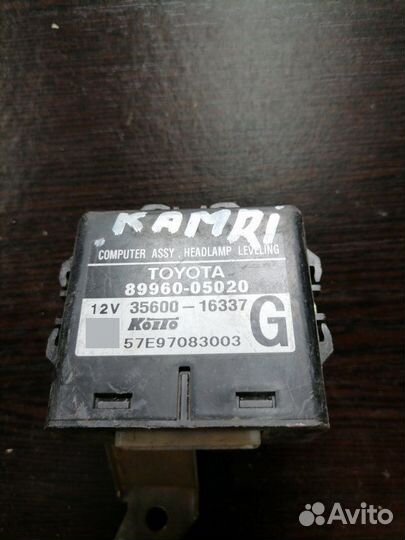 KAMRi
COMPUTER ASSY, HEADLAMP LEVELING
TOYOTA
89960-05020
12V 35600-16337
G
Koito
57E97083003
Avito